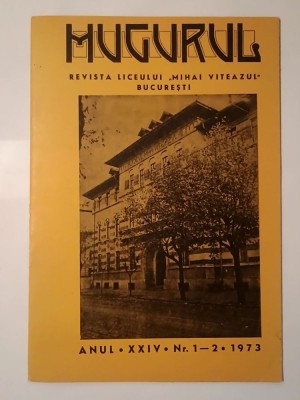 MUGURUL
REVISTA LICEULUI „MIHAI VITEAZUL"
BUCUREȘTI
ANUL • XXIV • Nr. 1—2 • 1973